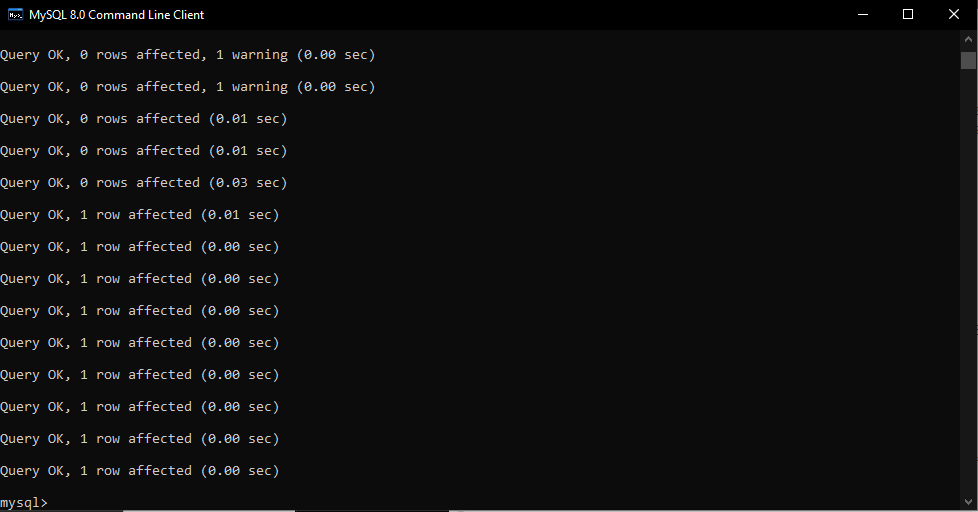 MySQL 8.0 Command Line Client
Query OK, 0 rows affected, 1 warning (0.00 sec)
Query OK, 0 rows affected, 1 warning (0.00 sec)
Query OK, 0 rows affected (0.01 sec)
Query OK, 0 rows affected (0.01 sec)
Query OK, 0 rows affected (0.03 sec)
Query OK, 1 row affected (0.01 sec)
Query OK, 1 row affected (0.00 sec)
Query OK, 1 row affected (0.00 sec)
Query OK, 1 row affected (0.00 sec)
Query OK, 1 row affected (0.00 sec)
Query OK, 1 row affected (0.00 sec)
Query OK, 1 row affected (0.00 sec)
Query OK, 1 row affected (0.00 sec)
Query OK, 1 row affected (0.00 sec)
mysql>